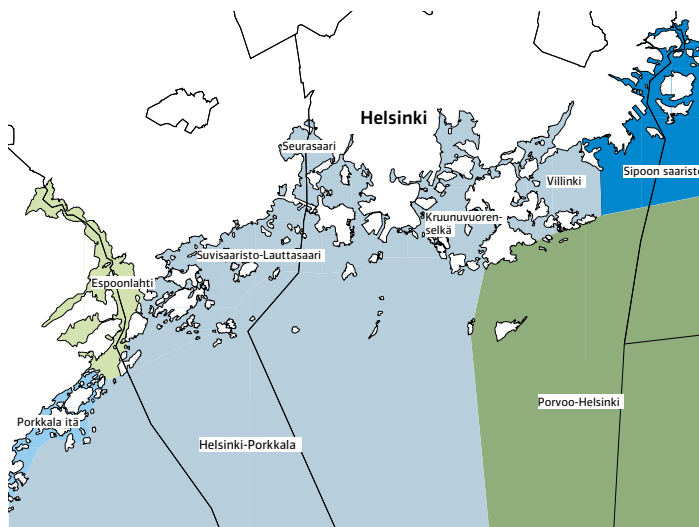 Helsinki
Seurasaari
Sipoon saaristo
Villinki
Kruunuvuoren-
selkä
Suvisaaristo-Lauttasaari
Espoonlahti
Porvoo-Helsinki
Porkkala itä
Helsinki-Porkkala